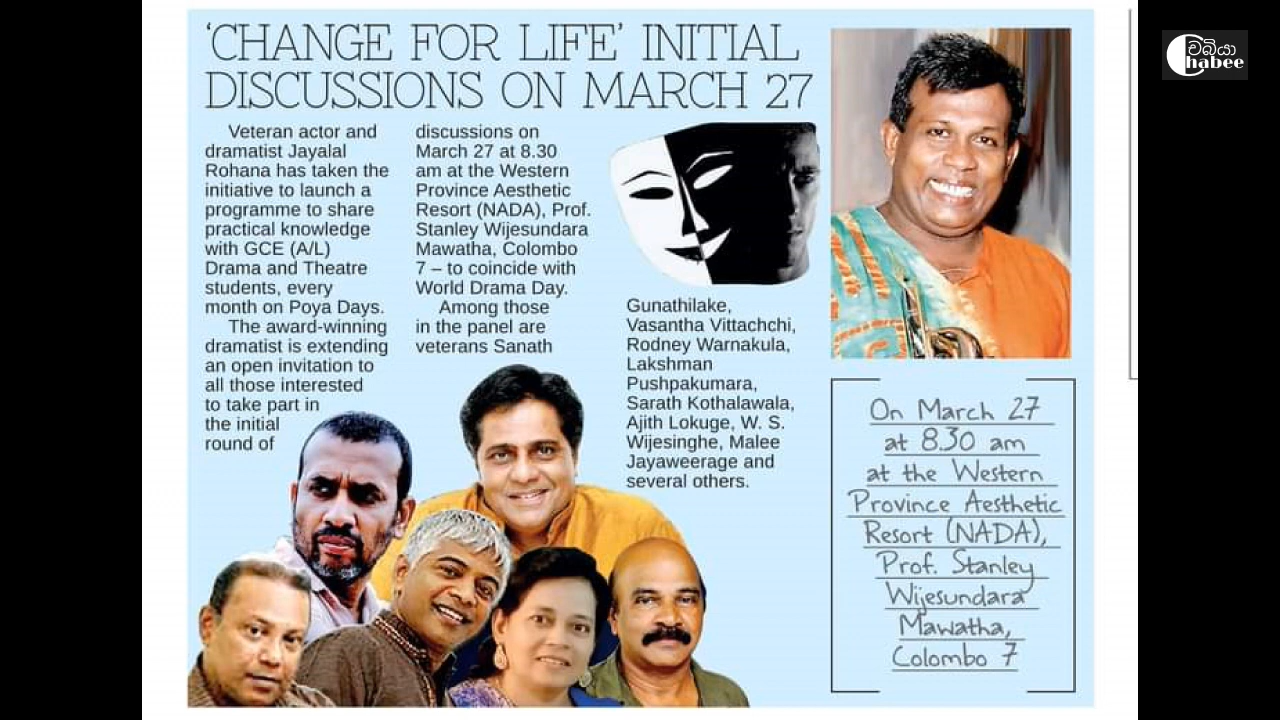 ‘CHANGE FOR LIFE’ INITIAL
DISCUSSIONS ON MARCH 27
Veteran actor and
dramatist Jayalal
Rohana has taken the
initiative to launch a
programme to share
practical knowledge
with GCE (A/L)
Drama and Theatre
students, every
month on Poya Days.
The award-winning
dramatist is extending
an open invitation to
all those interested
to take part in
the initial
round of
discussions on
March 27 at 8.30
am at the Western
Province Aesthetic
Resort (NADA), Prof.
Stanley Wijesundara
Mawatha, Colombo
7 – to coincide with
World Drama Day.
Among those
in the panel are
veterans Sanath
Gunathilake,
Vasantha Vittachchi,
Rodney Warnakula,
Lakshman
Pushpakumara,
Sarath Kothalawala,
Ajith Lokuge, W. S.
Wijesinghe, Malee
Jayaweerage and
several others.
On March 27
at 8.30 am
at the Western
Province Aesthetic
Resort (NADA),
Prof. Stanley
Wijesundara
Mawatha,
Colombo 7
චබියා
Chabee